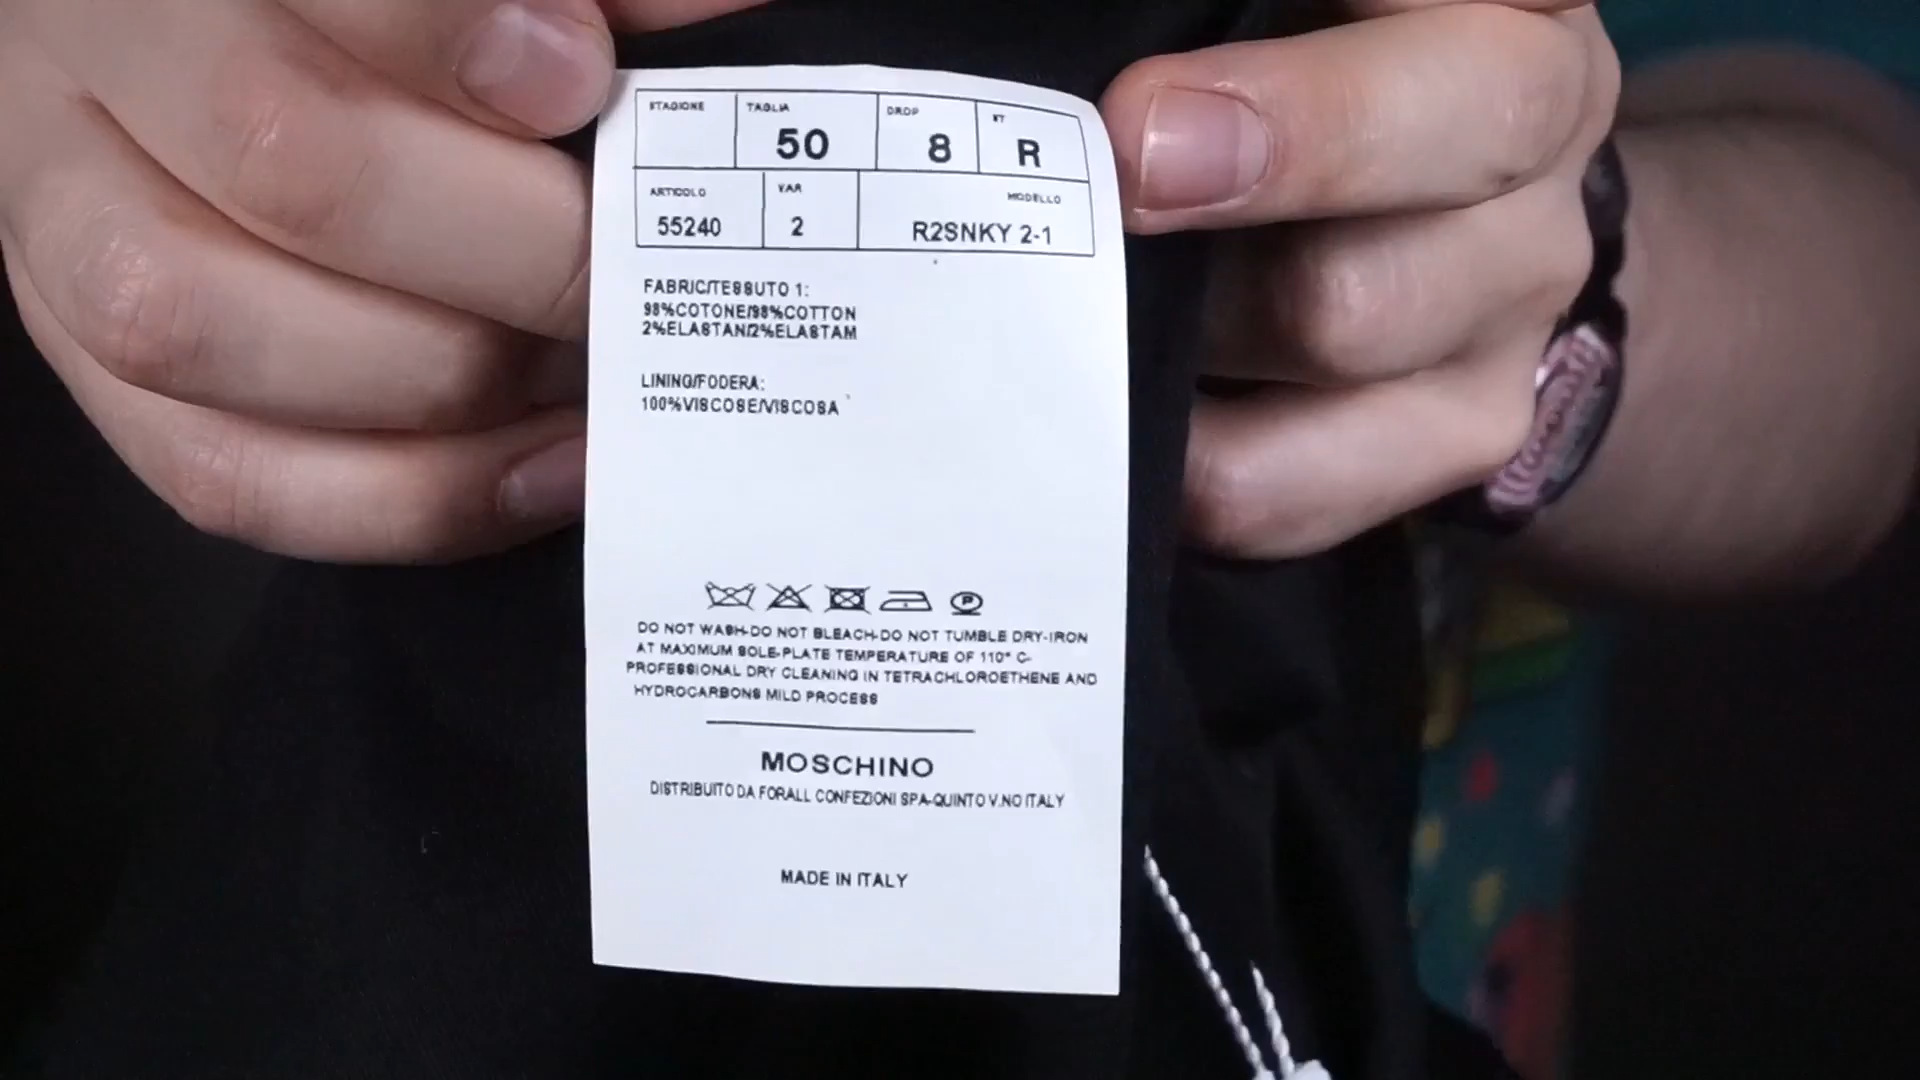 STAGIONE TAGLIA DROP ST
50 8 R
ARTICOLO VAR MODELLO
55240 2 R2SNKY 2-1
FABRIC/TESSUTO 1:
98%COTONE/98%COTTON
2%ELASTAN/2%ELASTAM
LINING/FODERA:
100%VISCOSE/VISCOSA
P
DO NOT WASH-DO NOT BLEACH-DO NOT TUMBLE DRY-IRON
AT MAXIMUM SOLE-PLATE TEMPERATURE OF 110° C-
PROFESSIONAL DRY CLEANING IN TETRACHLOROETHENE AND
HYDROCARBONS MILD PROCESS
MOSCHINO
DISTRIBUITO DA FORALL CONFEZIONI SPA-QUINTO V.NO ITALY
MADE IN ITALY